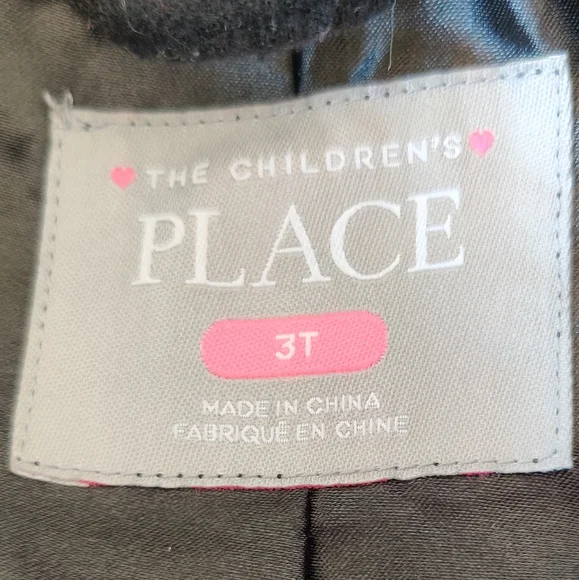 THE CHILDREN'S
PLACE
3T
MADE IN CHINA
FABRIQUÉ EN CHINE